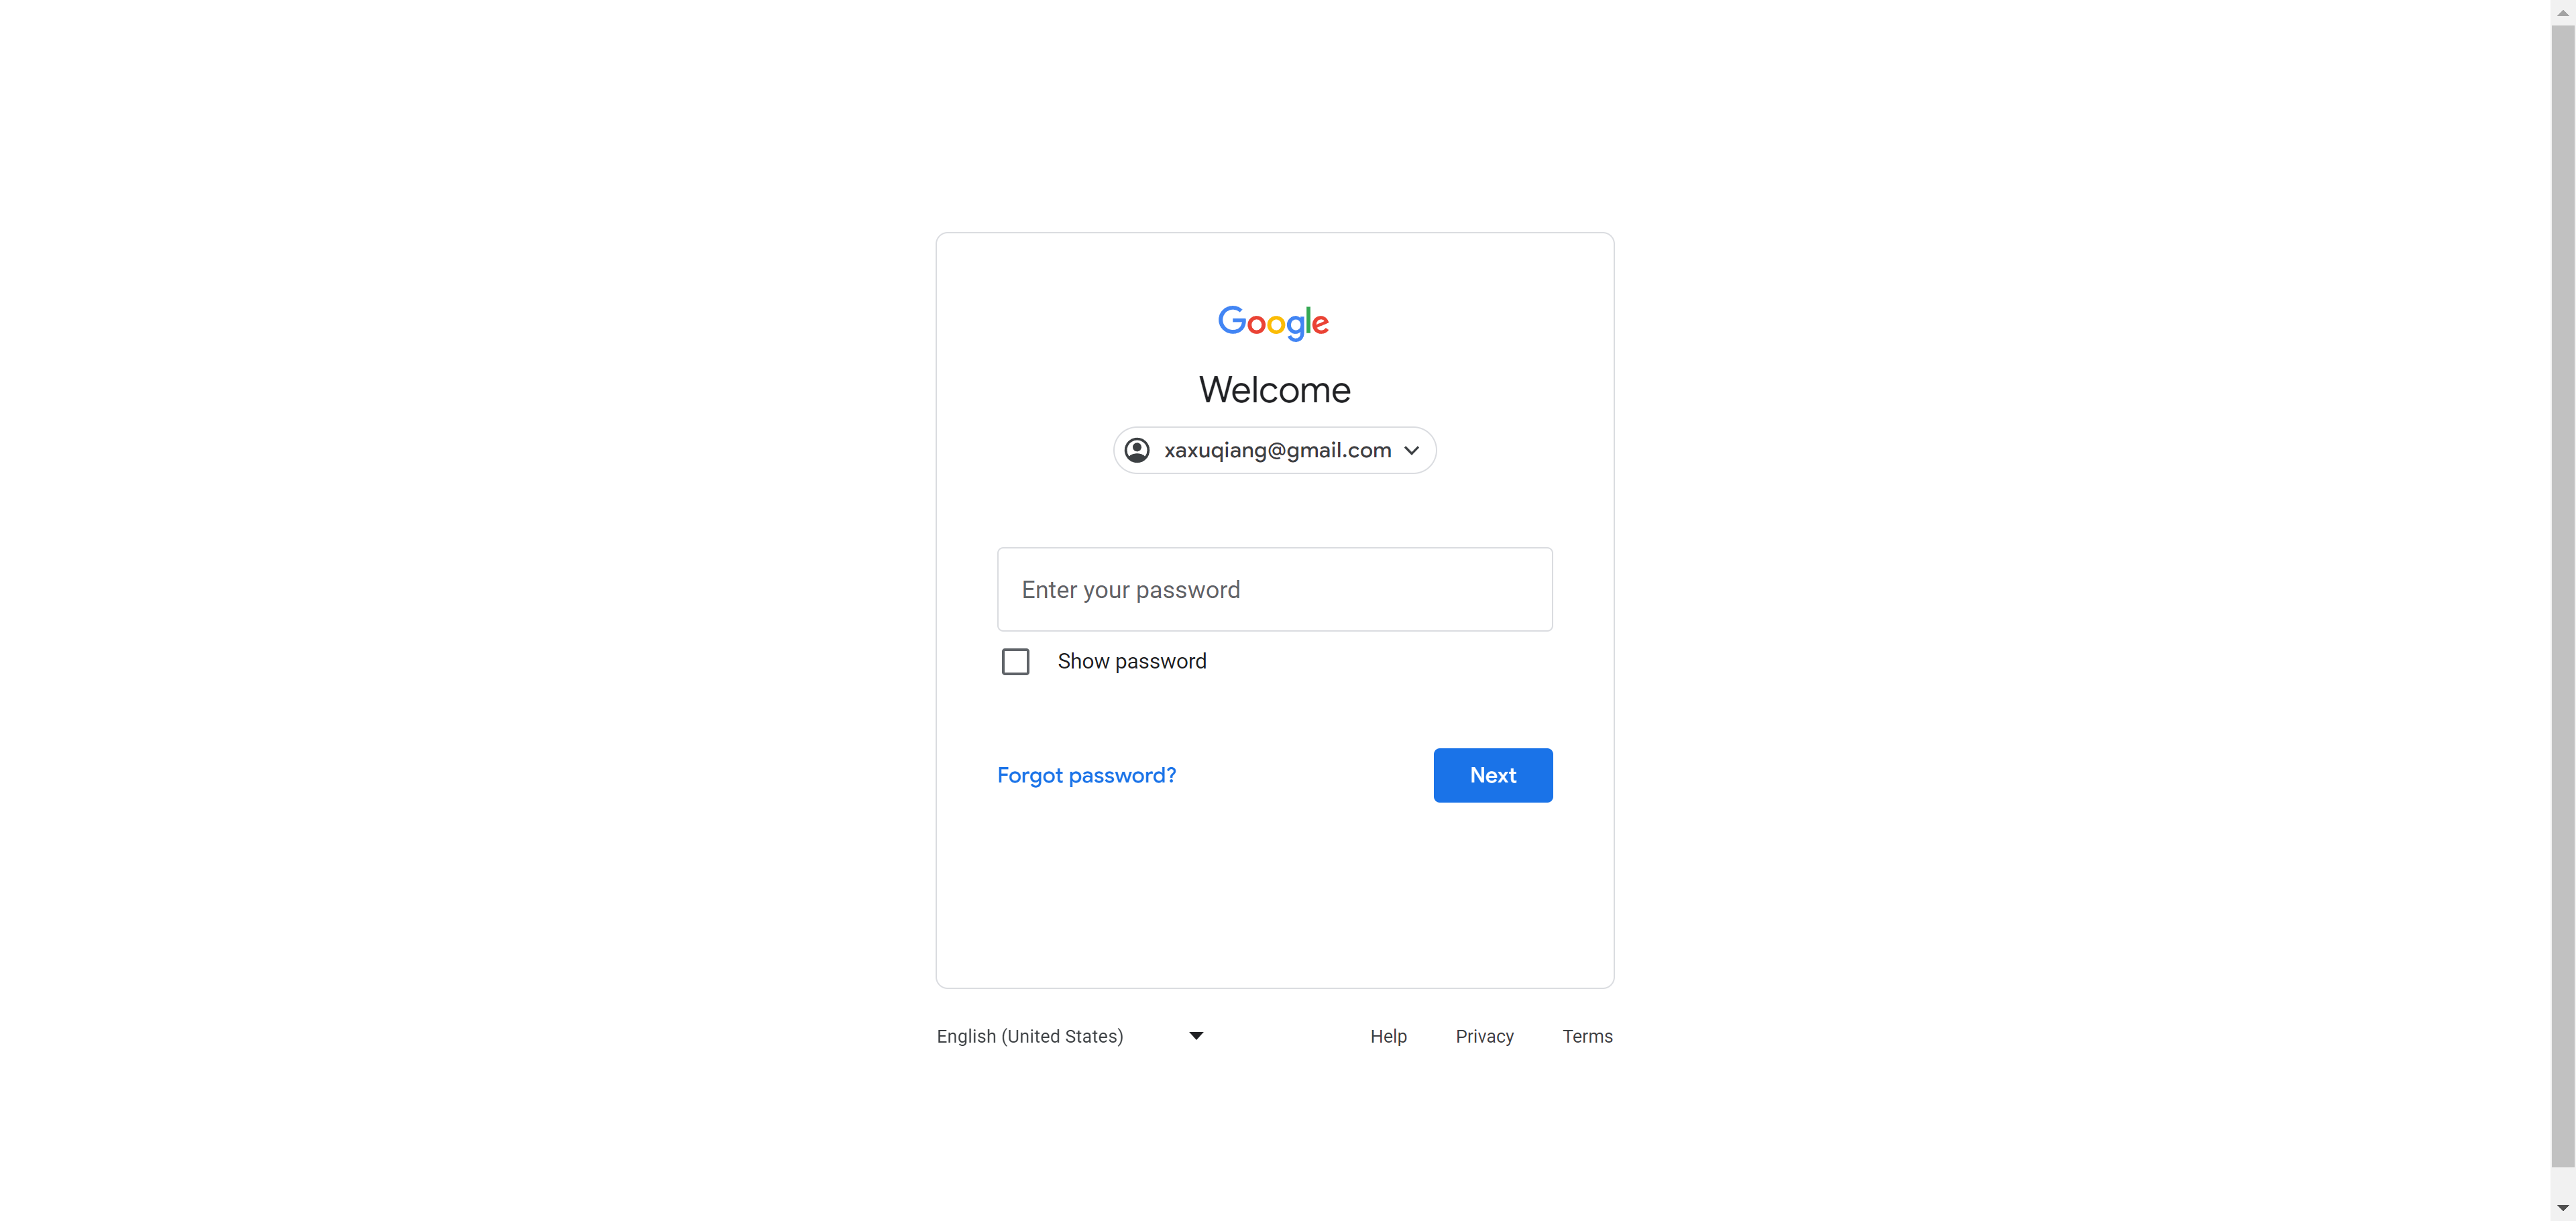 Google
Welcome
xaxuqiang@gmail.com
Enter your password
Show password
Forgot password?
Next
English (United States)
Help
Privacy
Terms